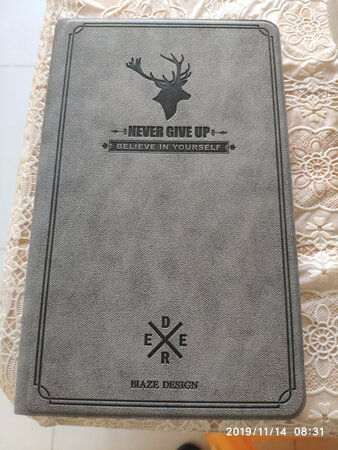 NEVER GIVE UP
BELIEVE IN YOURSELF
D
E E
R
BIAZE DESIGN
2019/11/14 08:31